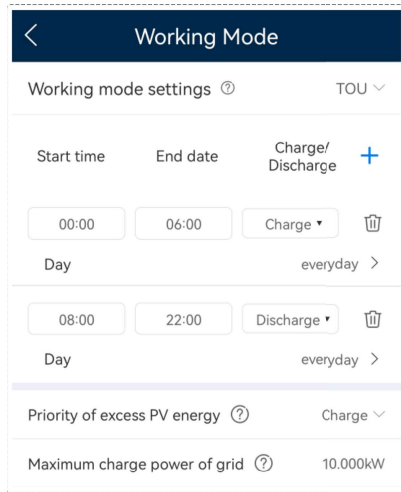 Working Mode
Working mode settings ? TOU
Start time End date Charge/ Discharge +
00:00 06:00 Charge
Day everyday
08:00 22:00 Discharge
Day everyday
Priority of excess PV energy ? Charge
Maximum charge power of grid ? 10.000kW